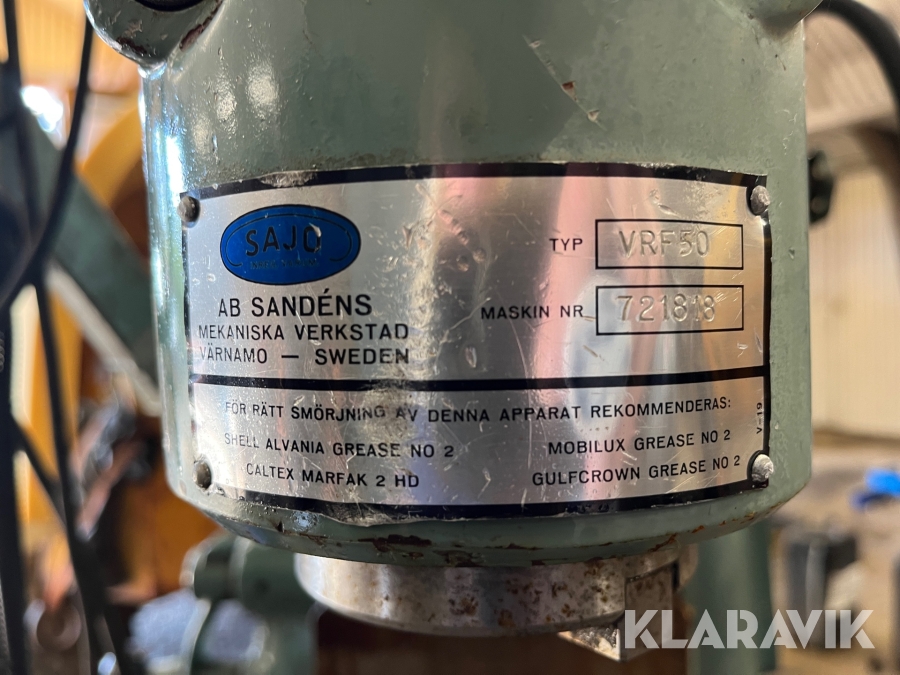 SAJO
AB SANDÉNS
MEKANISKA VERKSTAD
VÄRNAMO — SWEDEN
TYP VRF50
MASKIN NR 721818
FÖR RÄTT SMÖRJNING AV DENNA APPARAT REKOMMENDERAS:
SHELL ALVANIA GREASE NO 2
CALTEX MARFAK 2 HD
MOBILUX GREASE NO 2
GULFCROWN GREASE NO 2
V-19
KLARAVIK